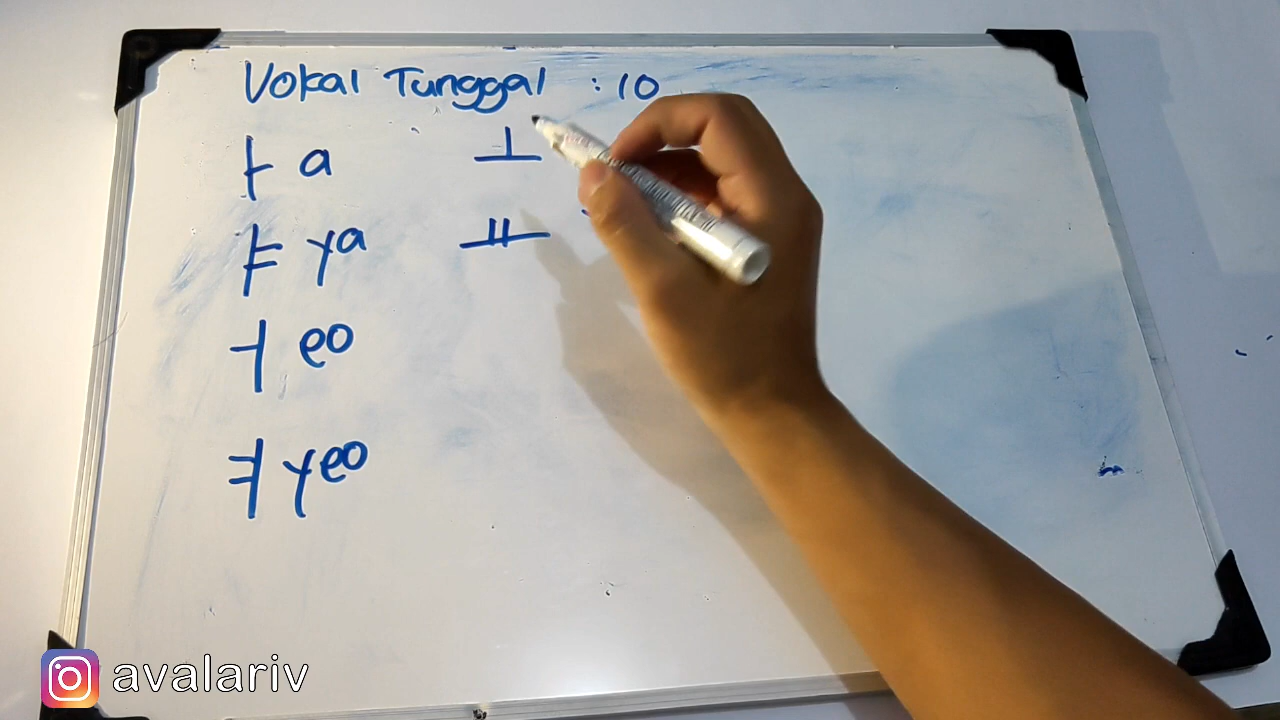 Vokal Tunggal : 10
ㅏ a ㅗ
ㅑ ya ㅛ
ㅓ eo
ㅕ yeo
avalariv